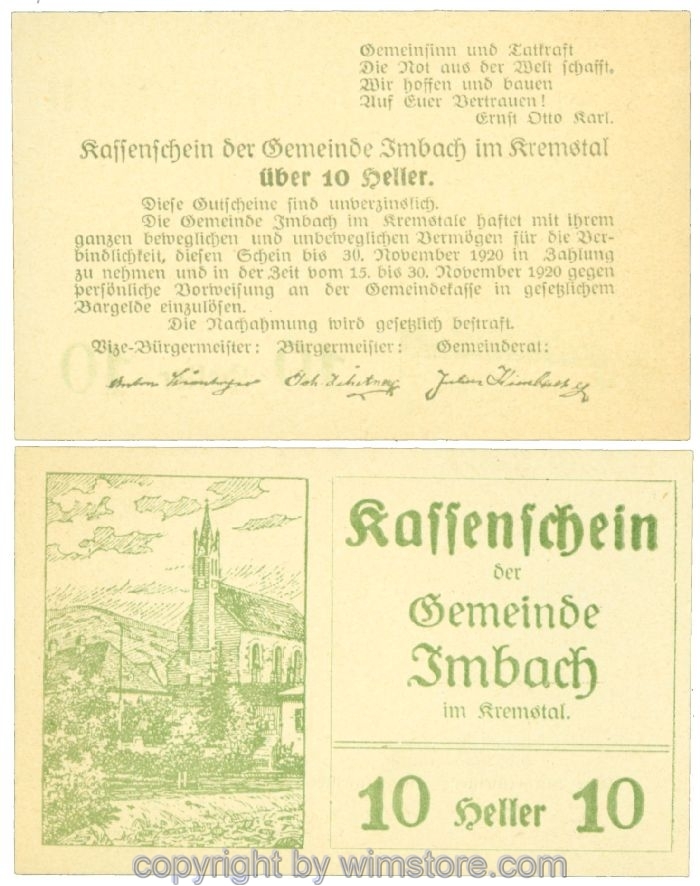 Gemeinsinn und Tatkraft
Die Not aus der Welt schafft.
Wir hoffen und bauen
Auf Euer Vertrauen!
Ernst Otto Karl.
Kassenschein der Gemeinde Imbach im Kremstal
über 10 Heller.
Diese Gutscheine sind unverzinslich.
Die Gemeinde Imbach im Kremstale haftet mit ihrem
ganzen beweglichen und unbeweglichen Vermögen für die Ver-
bindlichkeit, diesen Schein bis 30. November 1920 in Zahlung
zu nehmen und in der Zeit vom 15. bis 30. November 1920 gegen
persönliche Vorweisung an der Gemeindekasse in gesetzlichem
Bargelde einzulösen.
Die Nachahmung wird gesetzlich bestraft.
Vize-Bürgermeister: Bürgermeister: Gemeinderat:
Kassenschein
der
Gemeinde
Imbach
im Kremstal.
10 Heller 10
copyright by wimstore.com